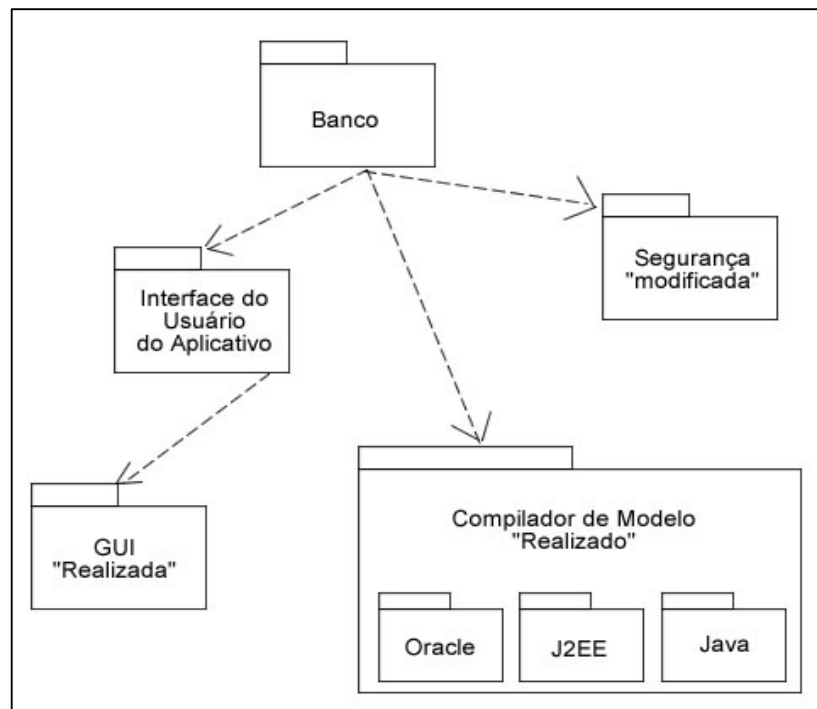 Banco
Segurança
"modificada"
Interface do
Usuário
do Aplicativo
GUI
"Realizada"
Compilador de Modelo
"Realizado"
Oracle
J2EE
Java